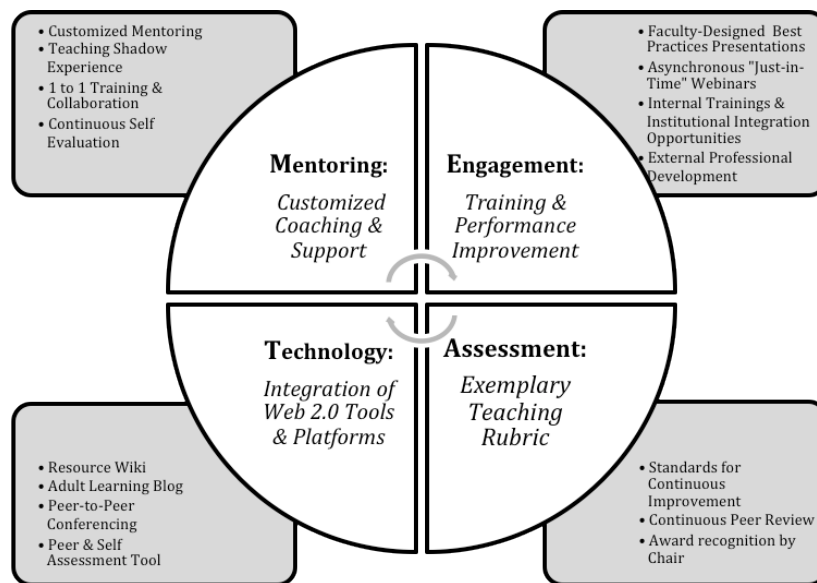 • Customized Mentoring
• Teaching Shadow
Experience
• 1 to 1 Training &
Collaboration
• Continuous Self
Evaluation
• Faculty-Designed Best
Practices Presentations
• Asynchronous "Just-in-
Time" Webinars
• Internal Trainings &
Institutional Integration
Opportunities
• External Professional
Development
Mentoring:
Customized
Coaching &
Support
Engagement:
Training &
Performance
Improvement
Technology:
Integration of
Web 2.0 Tools
& Platforms
Assessment:
Exemplary
Teaching
Rubric
• Resource Wiki
• Adult Learning Blog
• Peer-to-Peer
Conferencing
• Peer & Self
Assessment Tool
• Standards for
Continuous
Improvement
• Continuous Peer Review
• Award recognition by
Chair